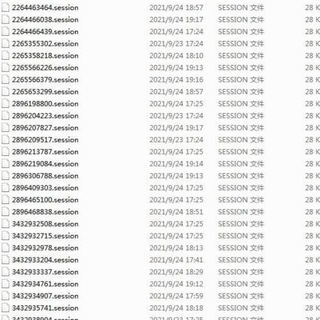 2264463464.session 2021/9/24 18:57 SESSION 文件 28 K
2264466038.session 2021/9/24 19:17 SESSION 文件 28 K
2264466439.session 2021/9/23 17:24 SESSION 文件 28 K
2265355302.session 2021/9/23 17:24 SESSION 文件 28 K
2265358218.session 2021/9/24 18:10 SESSION 文件 28 K
2265566226.session 2021/9/24 19:13 SESSION 文件 28 K
2265566379.session 2021/9/24 19:16 SESSION 文件 28 K
2265653299.session 2021/9/24 18:57 SESSION 文件 28 K
2896198800.session 2021/9/24 17:25 SESSION 文件 28 K
2896204223.session 2021/9/23 17:24 SESSION 文件 28 K
2896207827.session 2021/9/24 19:17 SESSION 文件 28 K
2896209517.session 2021/9/23 17:24 SESSION 文件 28 K
2896213787.session 2021/9/24 17:25 SESSION 文件 28 K
2896219084.session 2021/9/24 19:14 SESSION 文件 28 K
2896306788.session 2021/9/24 19:13 SESSION 文件 28 K
2896409303.session 2021/9/24 17:25 SESSION 文件 28 K
2896465100.session 2021/9/24 17:25 SESSION 文件 28 K
2896468838.session 2021/9/24 18:51 SESSION 文件 28 K
3432932508.session 2021/9/24 17:25 SESSION 文件 28 K
3432932715.session 2021/9/24 17:25 SESSION 文件 28 K
3432932978.session 2021/9/24 18:13 SESSION 文件 28 K
3432933204.session 2021/9/24 17:41 SESSION 文件 28 K
3432933337.session 2021/9/24 18:29 SESSION 文件 28 K
3432934761.session 2021/9/24 19:12 SESSION 文件 28 K
3432934907.session 2021/9/24 17:59 SESSION 文件 28 K
3432935741.session 2021/9/24 18:18 SESSION 文件 28 K